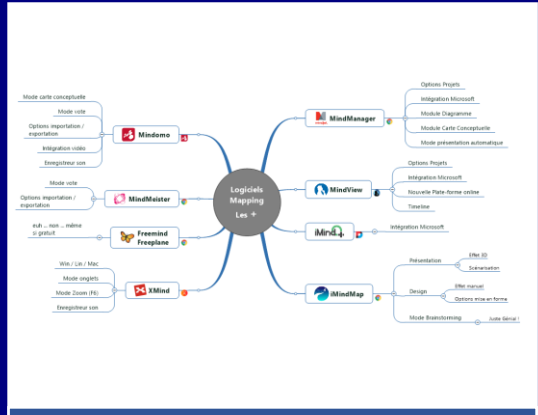 Logiciels
Mapping
Les +
Mindomo
Mode carte conceptuelle
Mode vote
Options importation /
exportation
Intégration vidéo
Enregistreur son
MindMeister
Mode vote
Options importation /
exportation
Freemind
Freeplane
euh ... non ... même
si gratuit
XMind
Win / Lin / Mac
Mode onglets
Mode Zoom (F6)
Enregistreur son
MindManager
Options Projets
Intégration Microsoft
Module Diagramme
Module Carte Conceptuelle
Mode présentation automatique
MindView
Options Projets
Intégration Microsoft
Nouvelle Plate-forme online
Timeline
iMindQ
Intégration Microsoft
iMindMap
Présentation
Effet 3D
Scénarisation
Design
Effet manuel
Options mise en forme
Mode Brainstorming
Juste Génial !